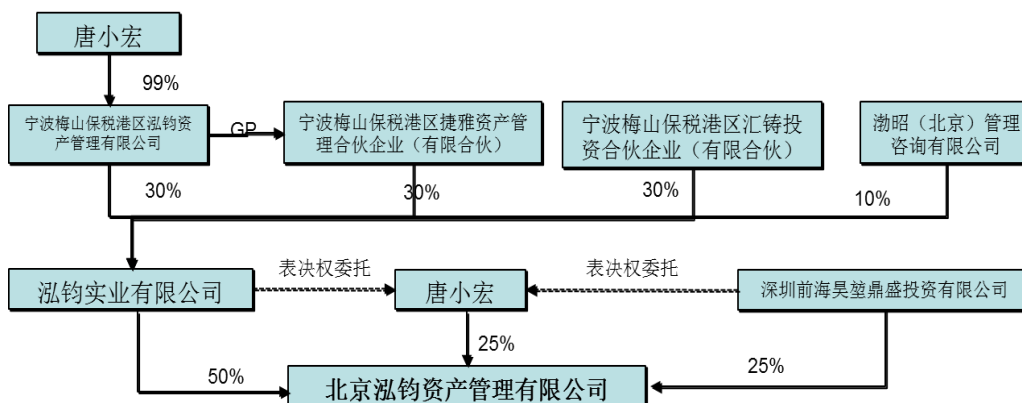 唐小宏
99%
宁波梅山保税港区泓钧资
产管理有限公司
GP
宁波梅山保税港区捷雅资产管
理合伙企业（有限合伙）
宁波梅山保税港区汇铸投
资合伙企业（有限合伙）
渤昭（北京）管理
咨询有限公司
30%
30%
30%
10%
泓钧实业有限公司
表决权委托
唐小宏
表决权委托
深圳前海昊堃鼎盛投资有限公司
50%
25%
25%
北京泓钧资产管理有限公司